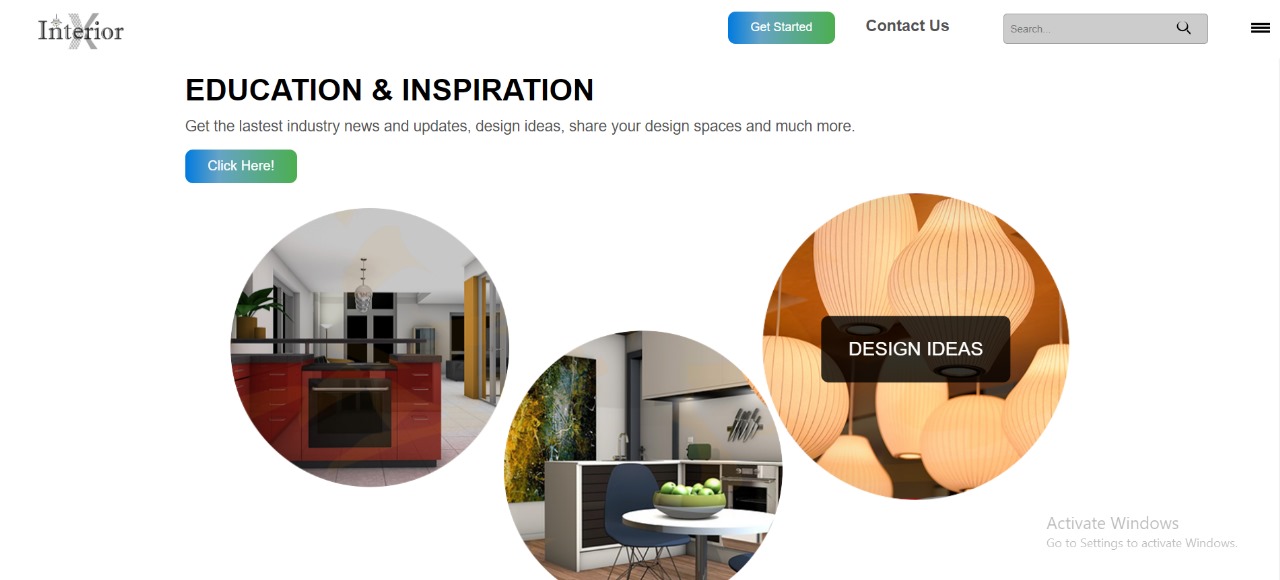 Interior
X
Get Started
Contact Us
Search...
EDUCATION & INSPIRATION
Get the lastest industry news and updates, design ideas, share your design spaces and much more.
Click Here!
DESIGN IDEAS
Activate Windows
Go to Settings to activate Windows.